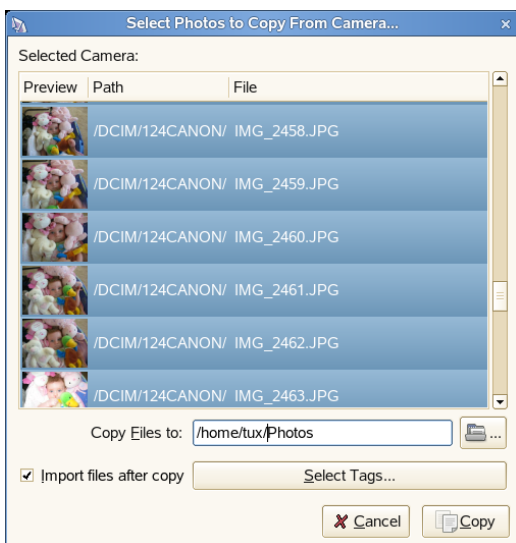 Select Photos to Copy From Camera...
Selected Camera:
Preview Path File
/DCIM/124CANON/ IMG_2458.JPG
/DCIM/124CANON/ IMG_2459.JPG
/DCIM/124CANON/ IMG_2460.JPG
/DCIM/124CANON/ IMG_2461.JPG
/DCIM/124CANON/ IMG_2462.JPG
/DCIM/124CANON/ IMG_2463.JPG
Copy Files to: /home/tux/Photos ...
Import files after copy Select Tags...
Cancel Copy